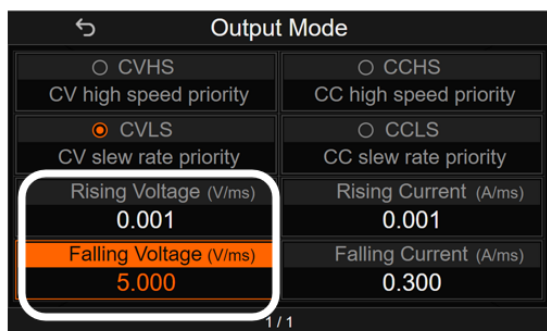 Output Mode
CVHS
CV high speed priority
CCHS
CC high speed priority
CVLS
CV slew rate priority
CCLS
CC slew rate priority
Rising Voltage (V/ms)
0.001
Rising Current (A/ms)
0.001
Falling Voltage (V/ms)
5.000
Falling Current (A/ms)
0.300
1 / 1